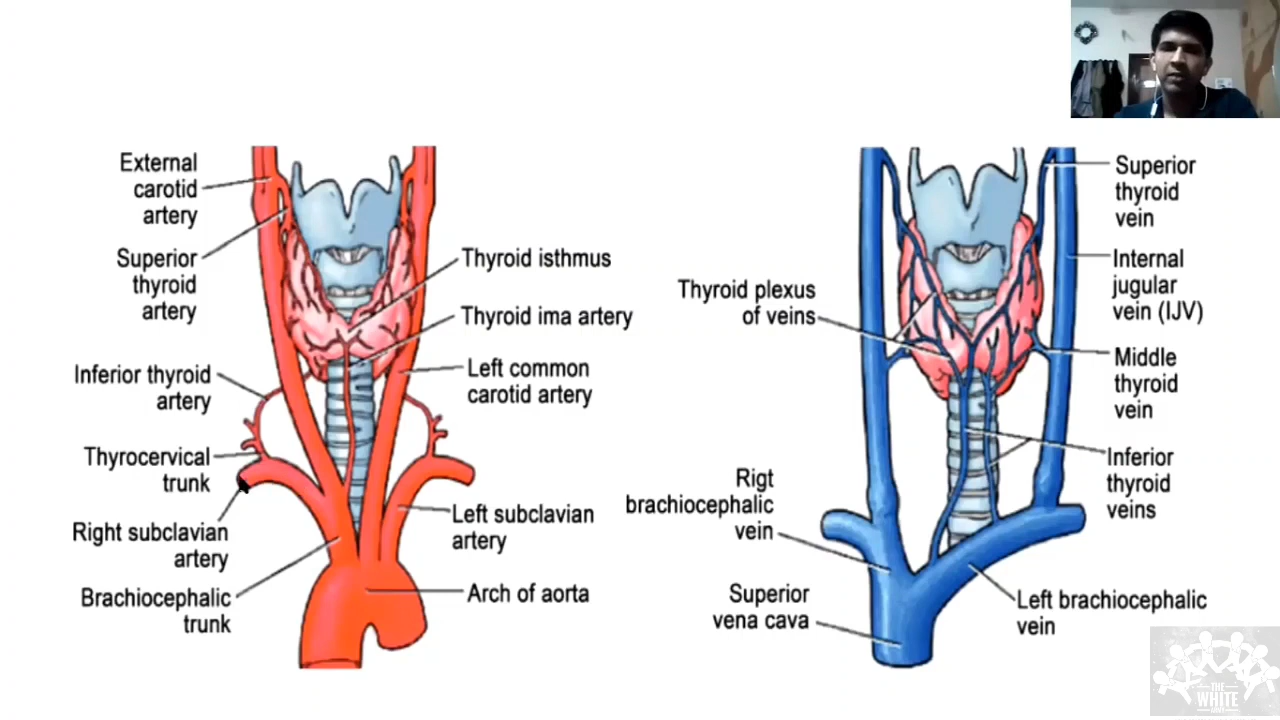 External
carotid
artery
Superior
thyroid
artery
Inferior thyroid
artery
Thyrocervical
trunk
Right subclavian
artery
Brachiocephalic
trunk
Thyroid isthmus
Thyroid ima artery
Left common
carotid artery
Left subclavian
artery
Arch of aorta
Thyroid plexus
of veins
Rigt
brachiocephalic
vein
Superior
vena cava
Superior
thyroid
vein
Internal
jugular
vein (IJV)
Middle
thyroid
vein
Inferior
thyroid
veins
Left brachiocephalic
vein
THE
WHITE